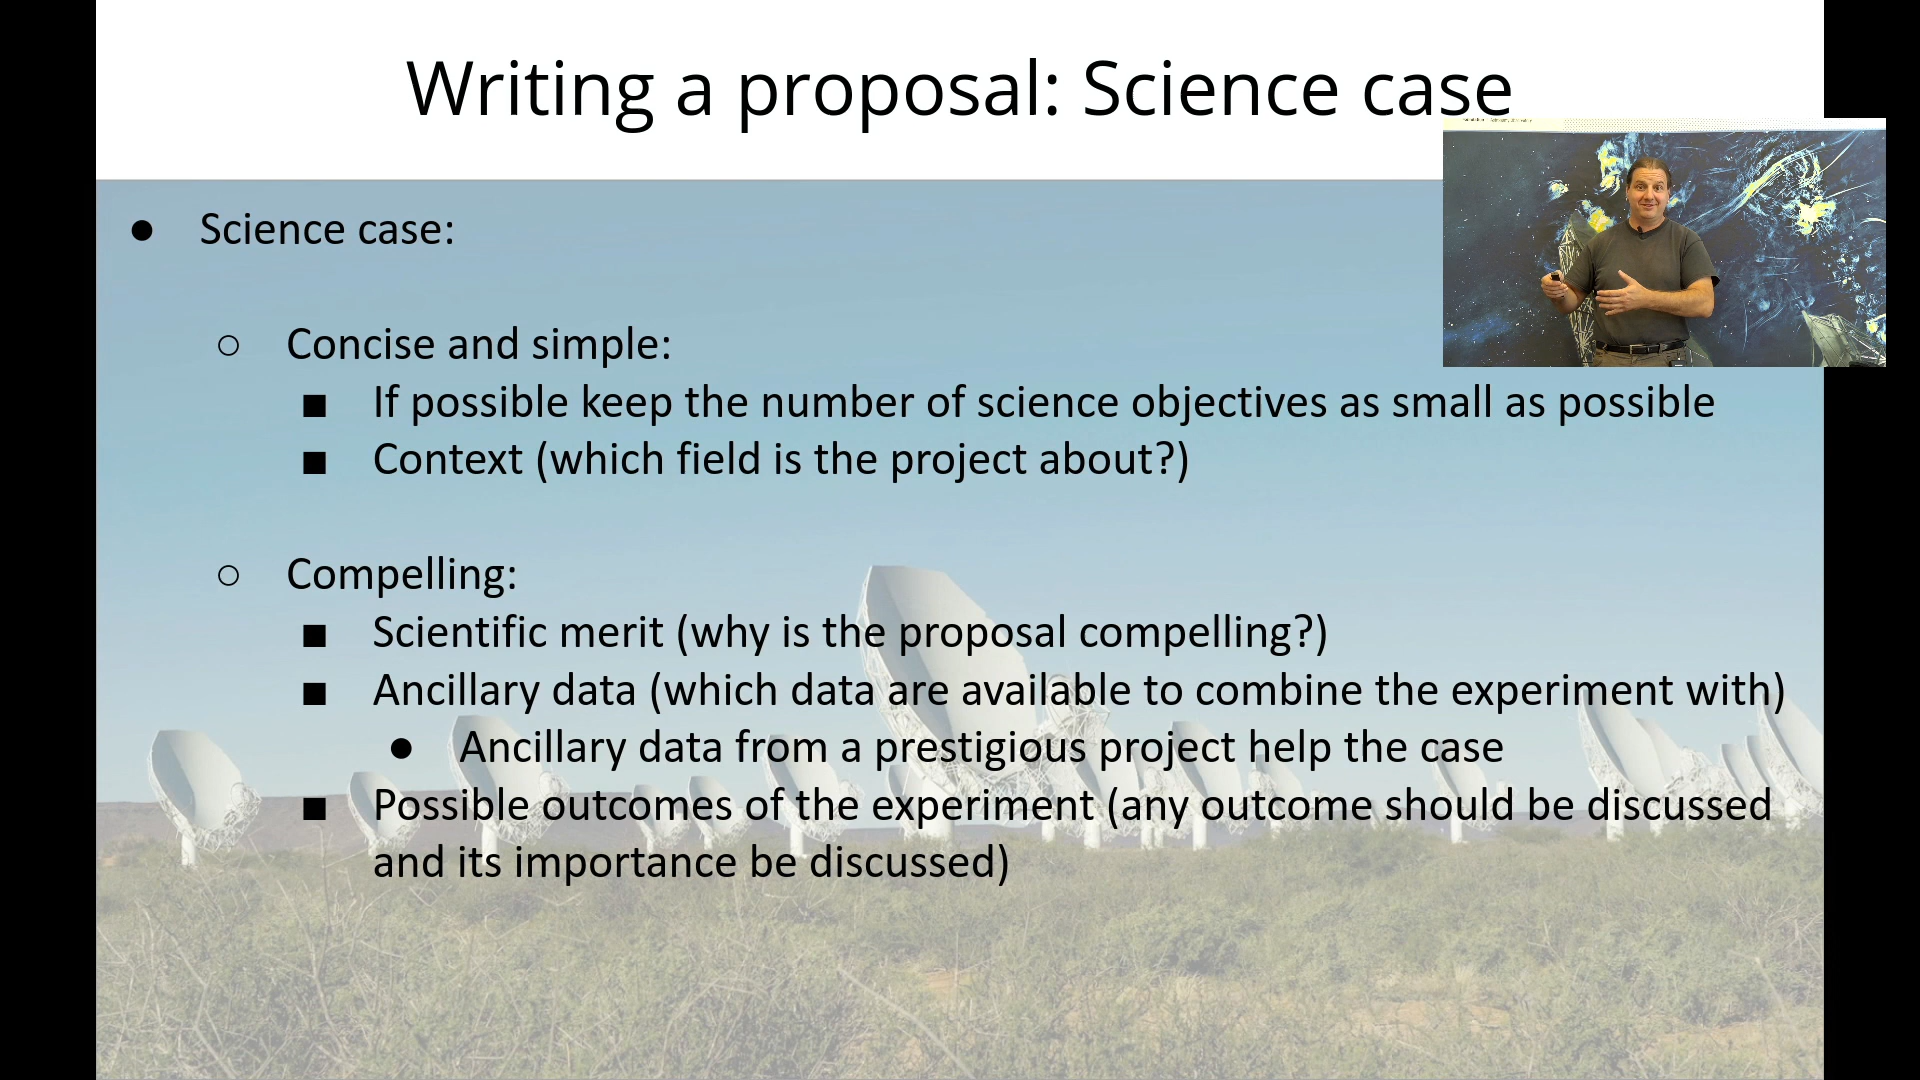 Writing a proposal: Science case
● Science case:
○ Concise and simple:
■ If possible keep the number of science objectives as small as possible
■ Context (which field is the project about?)
○ Compelling:
■ Scientific merit (why is the proposal compelling?)
■ Ancillary data (which data are available to combine the experiment with)
● Ancillary data from a prestigious project help the case
■ Possible outcomes of the experiment (any outcome should be discussed
and its importance be discussed)